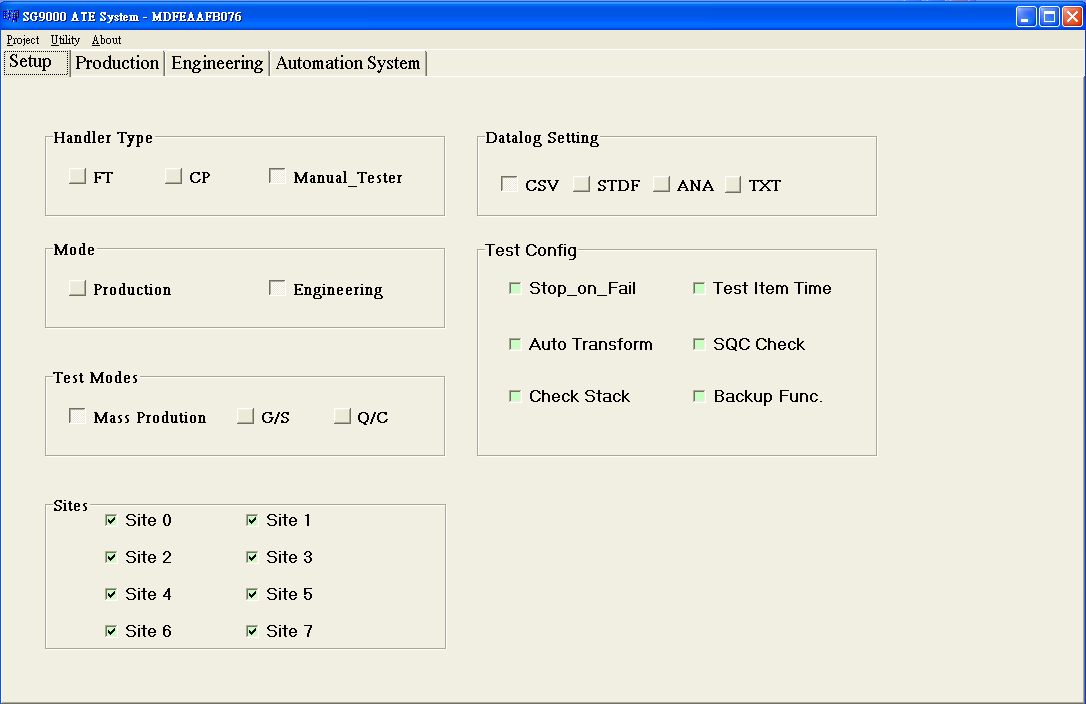 SG9000 ATE System - MDFEAAFB076
Project Utility About
Setup Production Engineering Automation System
Handler Type
FT CP Manual_Tester
Datalog Setting
CSV STDF ANA TXT
Mode
Production Engineering
Test Config
Stop_on_Fail Test Item Time
Auto Transform SQC Check
Check Stack Backup Func.
Test Modes
Mass Prodution G/S Q/C
Sites
Site 0 Site 1
Site 2 Site 3
Site 4 Site 5
Site 6 Site 7